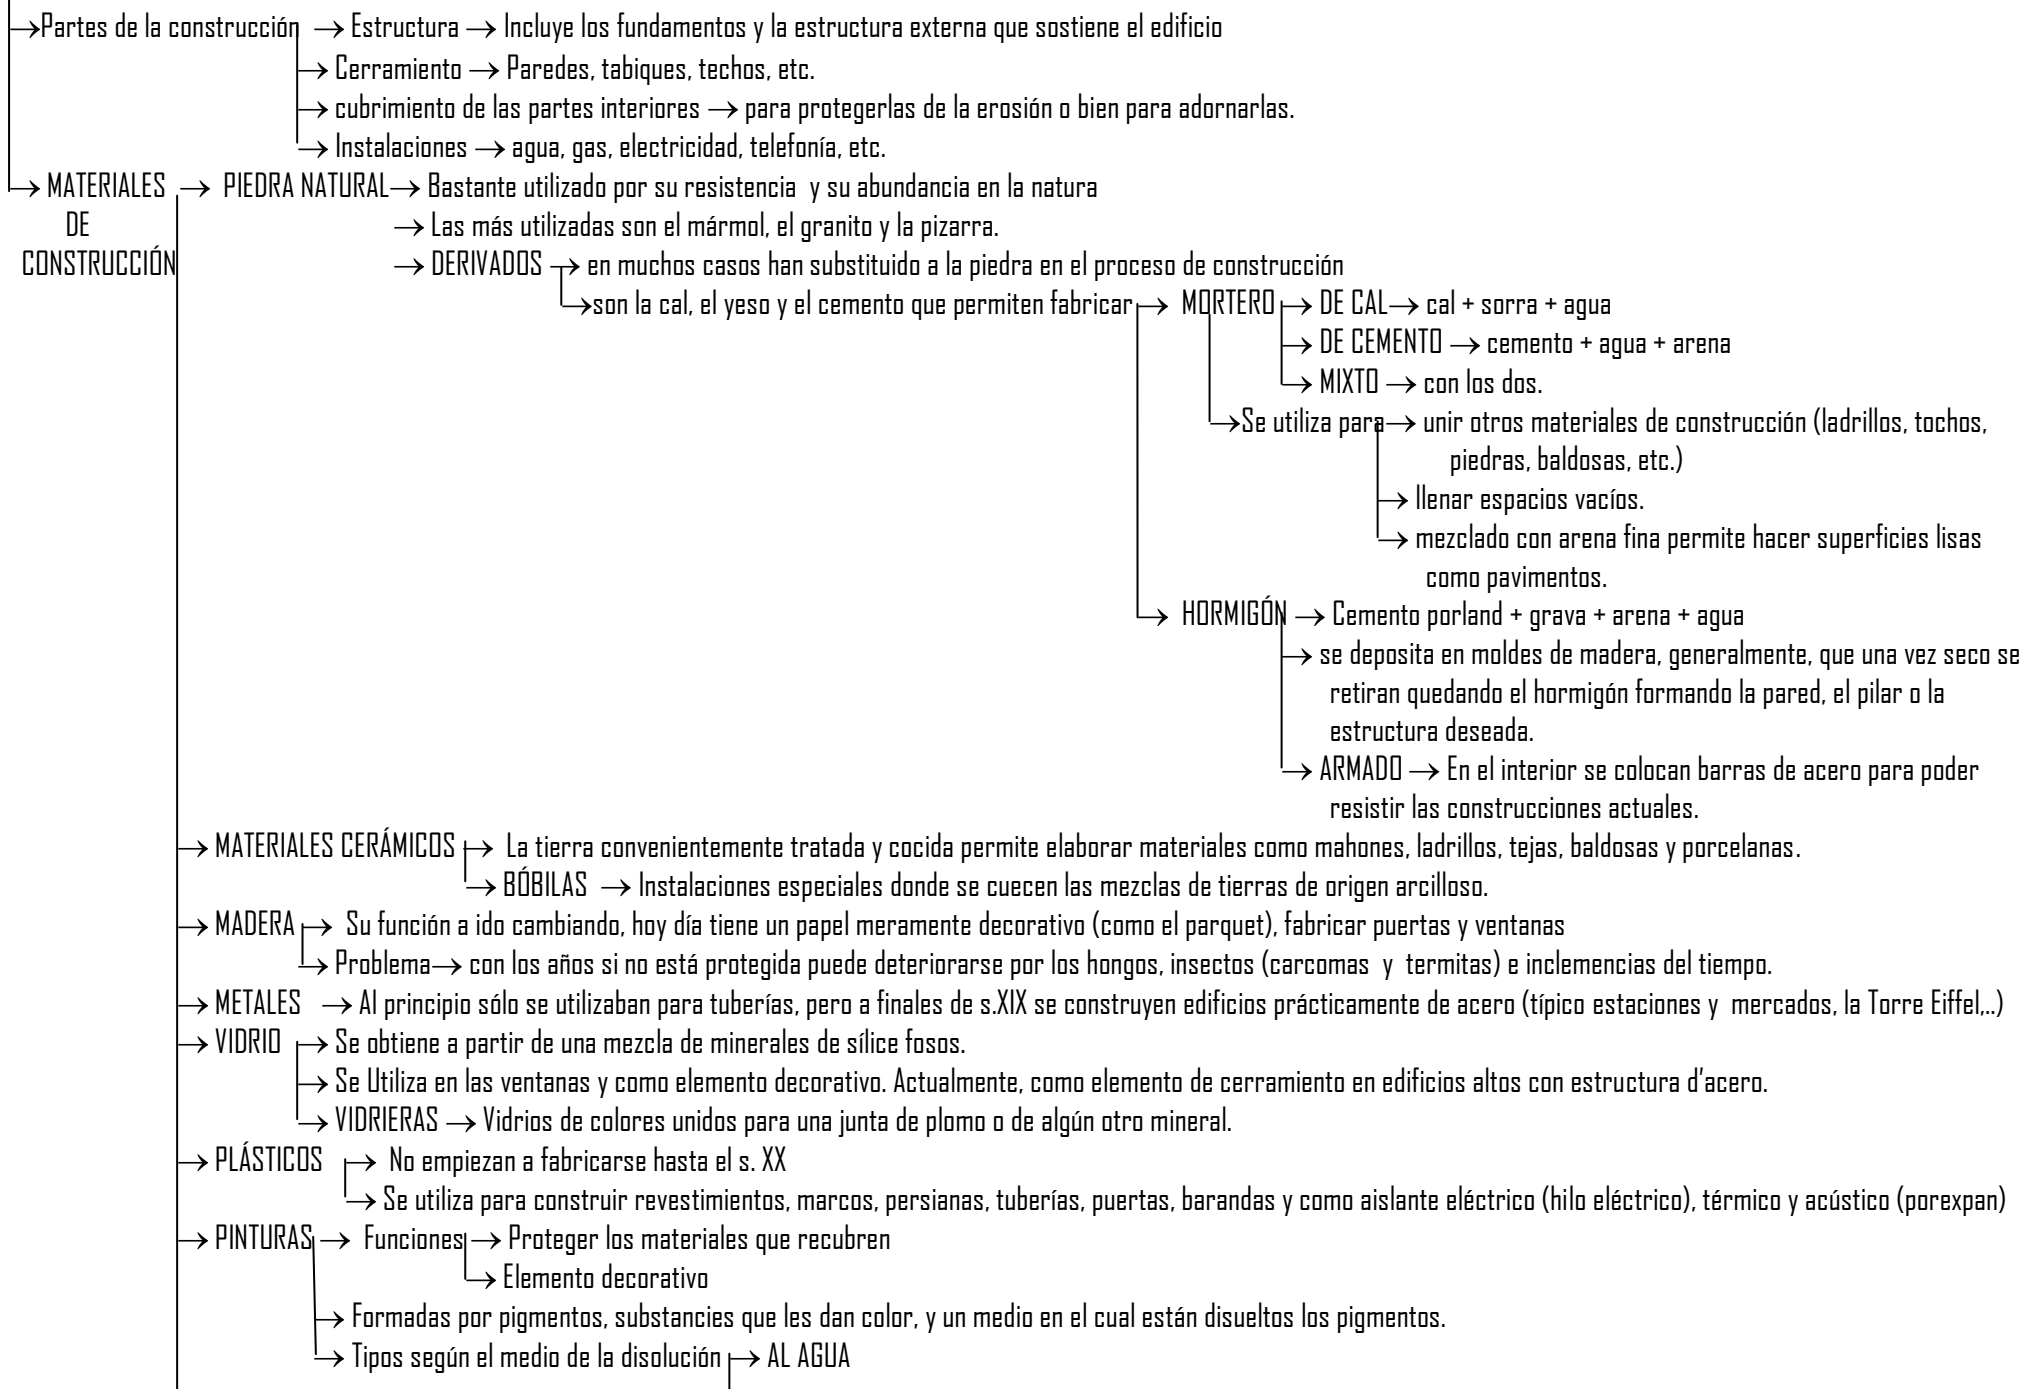 →Partes de la construcción → Estructura → Incluye los fundamentos y la estructura externa que sostiene el edificio
→ Cerramiento → Paredes, tabiques, techos, etc.
→ cubrimiento de las partes interiores → para protegerlas de la erosión o bien para adornarlas.
→ Instalaciones → agua, gas, electricidad, telefonía, etc.
→ MATERIALES → PIEDRA NATURAL→ Bastante utilizado por su resistencia y su abundancia en la natura
DE → Las más utilizadas son el mármol, el granito y la pizarra.
CONSTRUCCIÓN → DERIVADOS → en muchos casos han substituido a la piedra en el proceso de construcción
→son la cal, el yeso y el cemento que permiten fabricar → MORTERO → DE CAL→ cal + sorra + agua
→ DE CEMENTO → cemento + agua + arena
→ MIXTO → con los dos.
→Se utiliza para→ unir otros materiales de construcción (ladrillos, tochos,
piedras, baldosas, etc.)
→ llenar espacios vacíos.
→ mezclado con arena fina permite hacer superficies lisas
como pavimentos.
→ HORMIGÓN → Cemento porland + grava + arena + agua
→ se deposita en moldes de madera, generalmente, que una vez seco se
retiran quedando el hormigón formando la pared, el pilar o la
estructura deseada.
→ ARMADO → En el interior se colocan barras de acero para poder
resistir las construcciones actuales.
→ MATERIALES CERÁMICOS → La tierra convenientemente tratada y cocida permite elaborar materiales como mahones, ladrillos, tejas, baldosas y porcelanas.
→ BÓBILAS → Instalaciones especiales donde se cuecen las mezclas de tierras de origen arcilloso.
→ MADERA → Su función a ido cambiando, hoy día tiene un papel meramente decorativo (como el parquet), fabricar puertas y ventanas
→ Problema→ con los años si no está protegida puede deteriorarse por los hongos, insectos (carcomas y termitas) e inclemencias del tiempo.
→ METALES → Al principio sólo se utilizaban para tuberías, pero a finales de s.XIX se construyen edificios prácticamente de acero (típico estaciones y mercados, la Torre Eiffel,..)
→ VIDRIO → Se obtiene a partir de una mezcla de minerales de sílice fosos.
→ Se Utiliza en las ventanas y como elemento decorativo. Actualmente, como elemento de cerramiento en edificios altos con estructura d'acero.
→ VIDRIERAS → Vidrios de colores unidos para una junta de plomo o de algún otro mineral.
→ PLÁSTICOS → No empiezan a fabricarse hasta el s. XX
→ Se utiliza para construir revestimientos, marcos, persianas, tuberías, puertas, barandas y como aislante eléctrico (hilo eléctrico), térmico y acústico (porexpan)
→ PINTURAS → Funciones → Proteger los materiales que recubren
→ Elemento decorativo
→ Formadas por pigmentos, substancies que les dan color, y un medio en el cual están disueltos los pigmentos.
→ Tipos según el medio de la disolución → AL AGUA